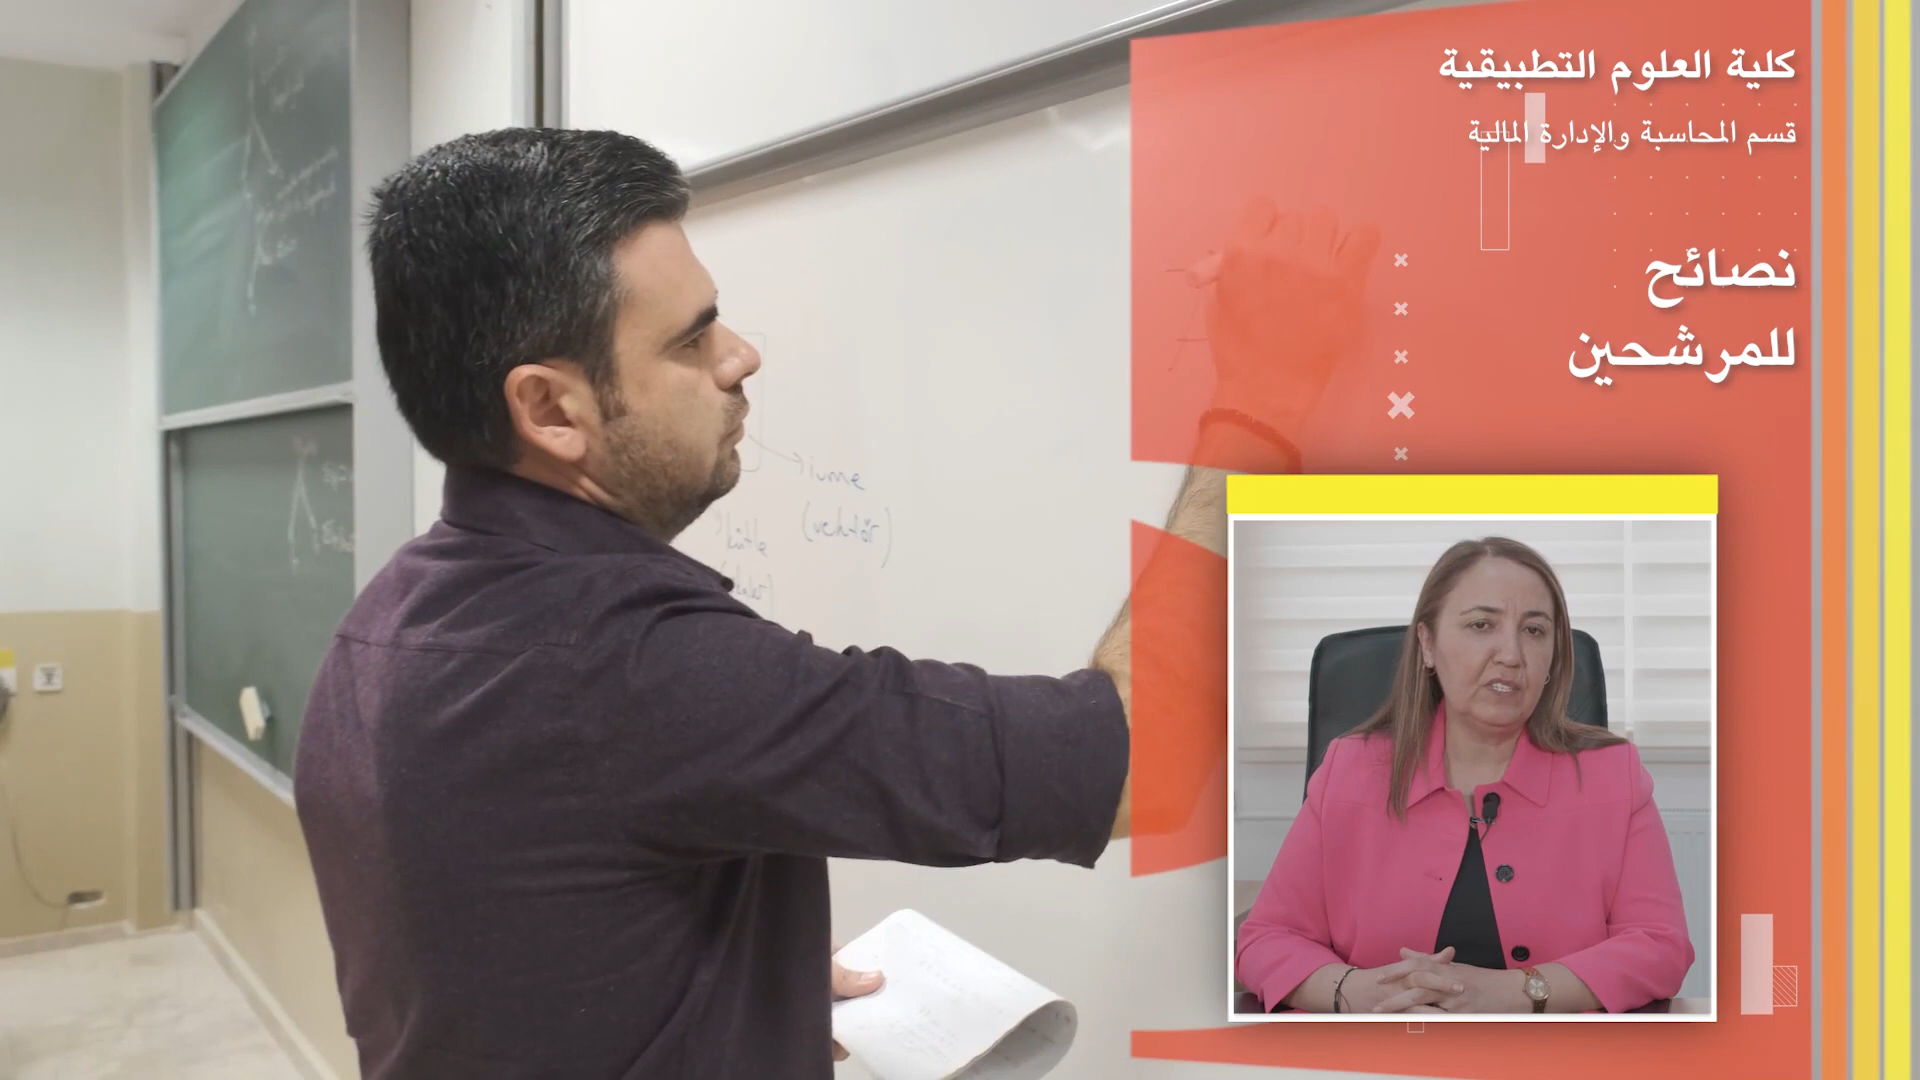 كلية العلوم التطبيقية
قسم المحاسبة والإدارة المالية
نصائح
للمرشحين
ivme
(vektör)
kütle